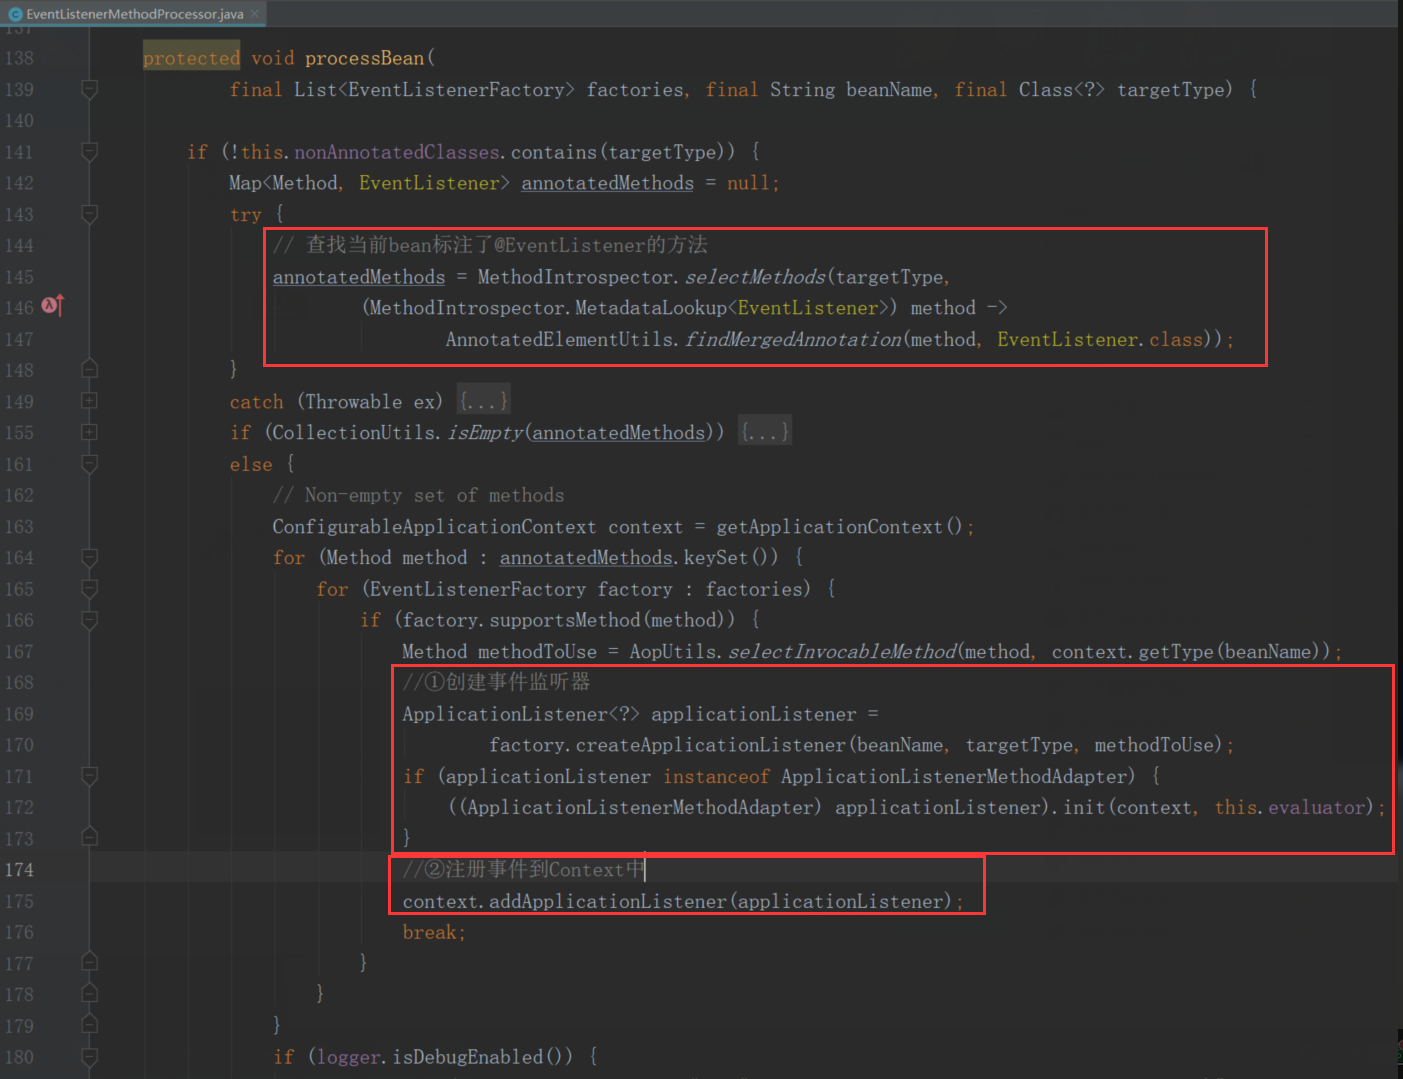 EventListenerMethodProcessor.java
137
138 protected void processBean(
139 final List<EventListenerFactory> factories, final String beanName, final Class<?> targetType) {
140
141 if (!this.nonAnnotatedClasses.contains(targetType)) {
142 Map<Method, EventListener> annotatedMethods = null;
143 try {
144 // 查找当前bean标注了@EventListener的方法
145 annotatedMethods = MethodIntrospector.selectMethods(targetType,
146 (MethodIntrospector.MetadataLookup<EventListener>) method ->
147 AnnotatedElementUtils.findMergedAnnotation(method, EventListener.class));
148 }
149 catch (Throwable ex) {...}
155 if (CollectionUtils.isEmpty(annotatedMethods)) {...}
161 else {
162 // Non-empty set of methods
163 ConfigurableApplicationContext context = getApplicationContext();
164 for (Method method : annotatedMethods.keySet()) {
165 for (EventListenerFactory factory : factories) {
166 if (factory.supportsMethod(method)) {
167 Method methodToUse = AopUtils.selectInvocableMethod(method, context.getType(beanName));
168 //①创建事件监听器
169 ApplicationListener<?> applicationListener =
170 factory.createApplicationListener(beanName, targetType, methodToUse);
171 if (applicationListener instanceof ApplicationListenerMethodAdapter) {
172 ((ApplicationListenerMethodAdapter) applicationListener).init(context, this.evaluator);
173 }
174 //②注册事件到Context中
175 context.addApplicationListener(applicationListener);
176 break;
177 }
178 }
179 }
180 if (logger.isDebugEnabled()) {